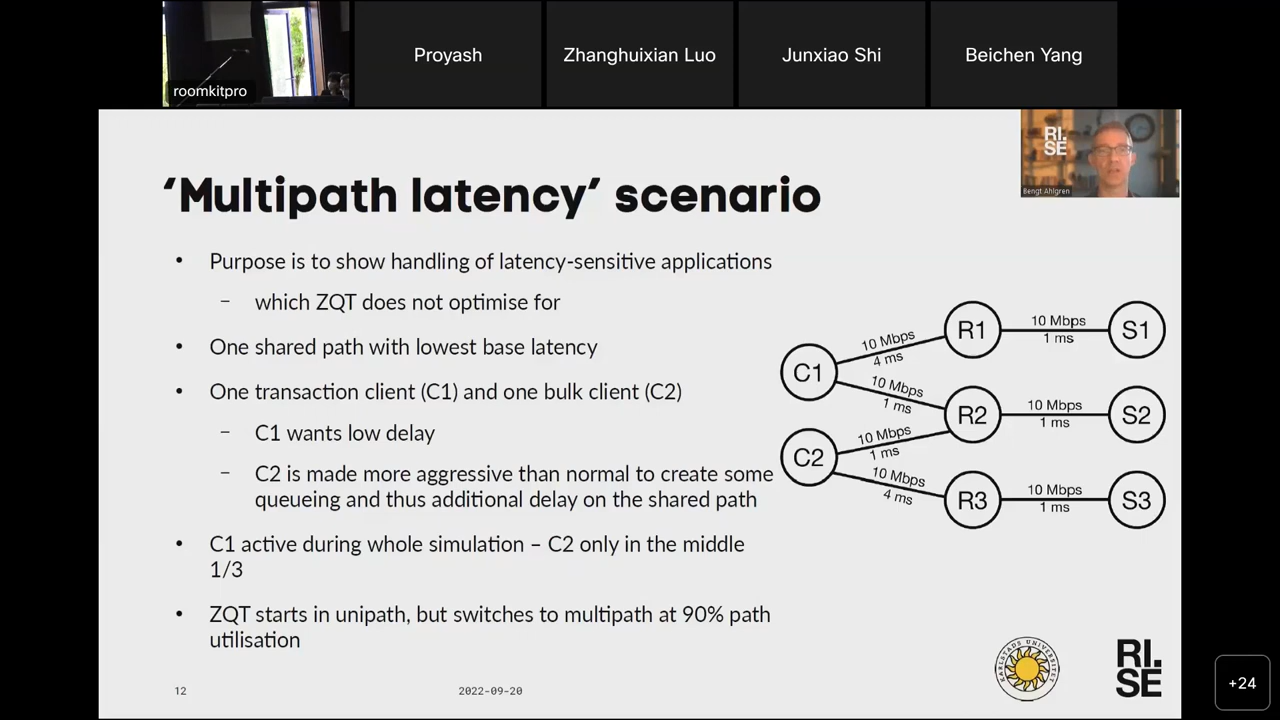 roomkitpro
Proyash
Zhanghuixian Luo
Junxiao Shi
Beichen Yang
RI.
SE
Bengt Ahlgren
‘Multipath latency’ scenario
• Purpose is to show handling of latency-sensitive applications
– which ZQT does not optimise for
• One shared path with lowest base latency
• One transaction client (C1) and one bulk client (C2)
– C1 wants low delay
– C2 is made more aggressive than normal to create some
queueing and thus additional delay on the shared path
• C1 active during whole simulation – C2 only in the middle
1/3
• ZQT starts in unipath, but switches to multipath at 90% path
utilisation
C1
10 Mbps
4 ms
R1
10 Mbps
1 ms
S1
10 Mbps
1 ms
R2
10 Mbps
1 ms
S2
C2
10 Mbps
1 ms
10 Mbps
4 ms
R3
10 Mbps
1 ms
S3
12
2022-09-20
KARLSTADS UNIVERSITET
RI.
SE
+24